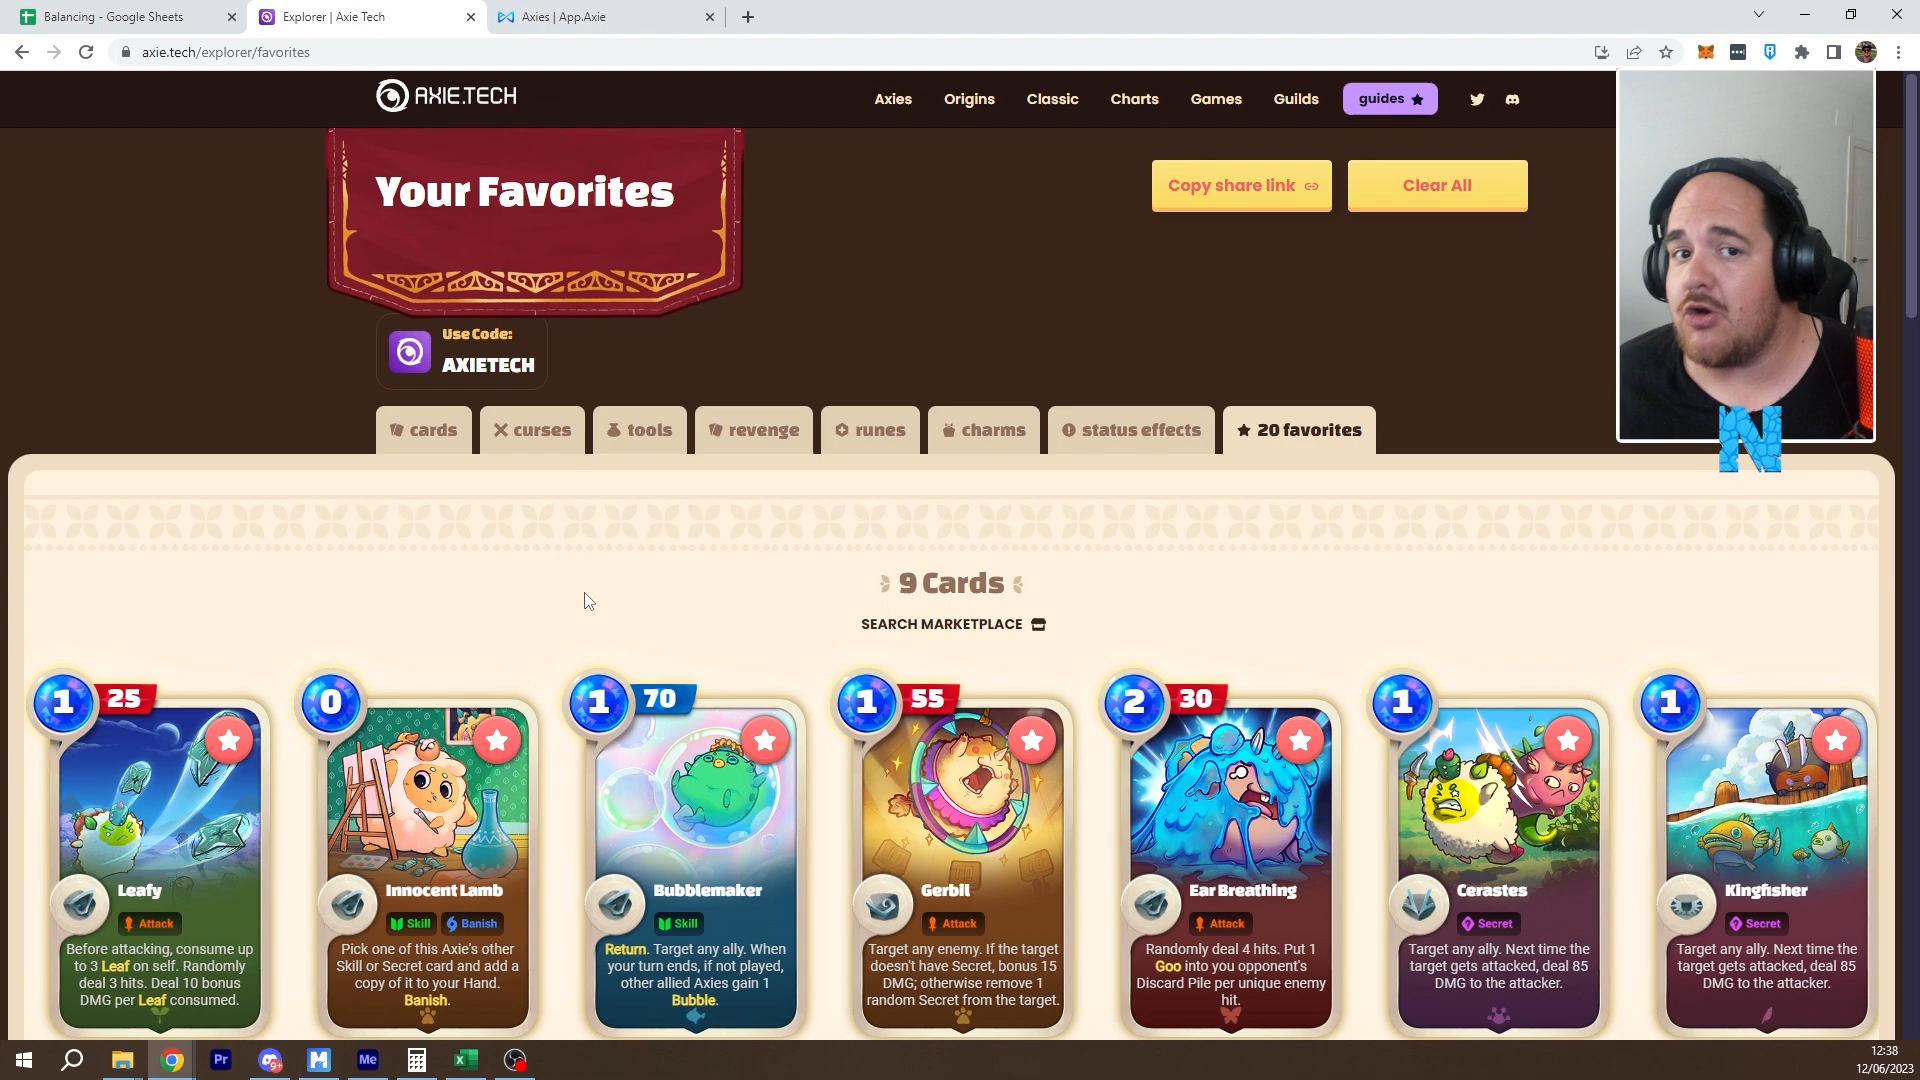 Balancing - Google Sheets
Explorer | Axie Tech
Axies | App.Axie
axie.tech/explorer/favorites
AXIE.TECH
Axies
Origins
Classic
Charts
Games
Guilds
guides
Your Favorites
Copy share link
Clear All
Use Code:
AXIETECH
cards
curses
tools
revenge
runes
charms
status effects
20 favorites
N
9 Cards
SEARCH MARKETPLACE
1
25
Leafy
Attack
Before attacking, consume up
to 3 Leaf on self. Randomly
deal 3 hits. Deal 10 bonus
DMG per Leaf consumed.
0
Innocent Lamb
Skill
Banish
Pick one of this Axie's other
Skill or Secret card and add a
copy of it to your Hand.
Banish.
1
70
Bubblemaker
Skill
Return. Target any ally. When
your turn ends, if not played,
other allied Axies gain 1
Bubble.
1
55
Gerbil
Attack
Target any enemy. If the target
doesn't have Secret, bonus 15
DMG; otherwise remove 1
random Secret from the target.
2
30
Ear Breathing
Attack
Randomly deal 4 hits. Put 1
Goo into you opponent's
Discard Pile per unique enemy
hit.
1
Cerastes
Secret
Target any ally. Next time the
target gets attacked, deal 85
DMG to the attacker.
1
Kingfisher
Secret
Target any ally. Next time the
target gets attacked, deal 85
DMG to the attacker.
Pr
9+
M
Me
X
12:38
12/06/2023